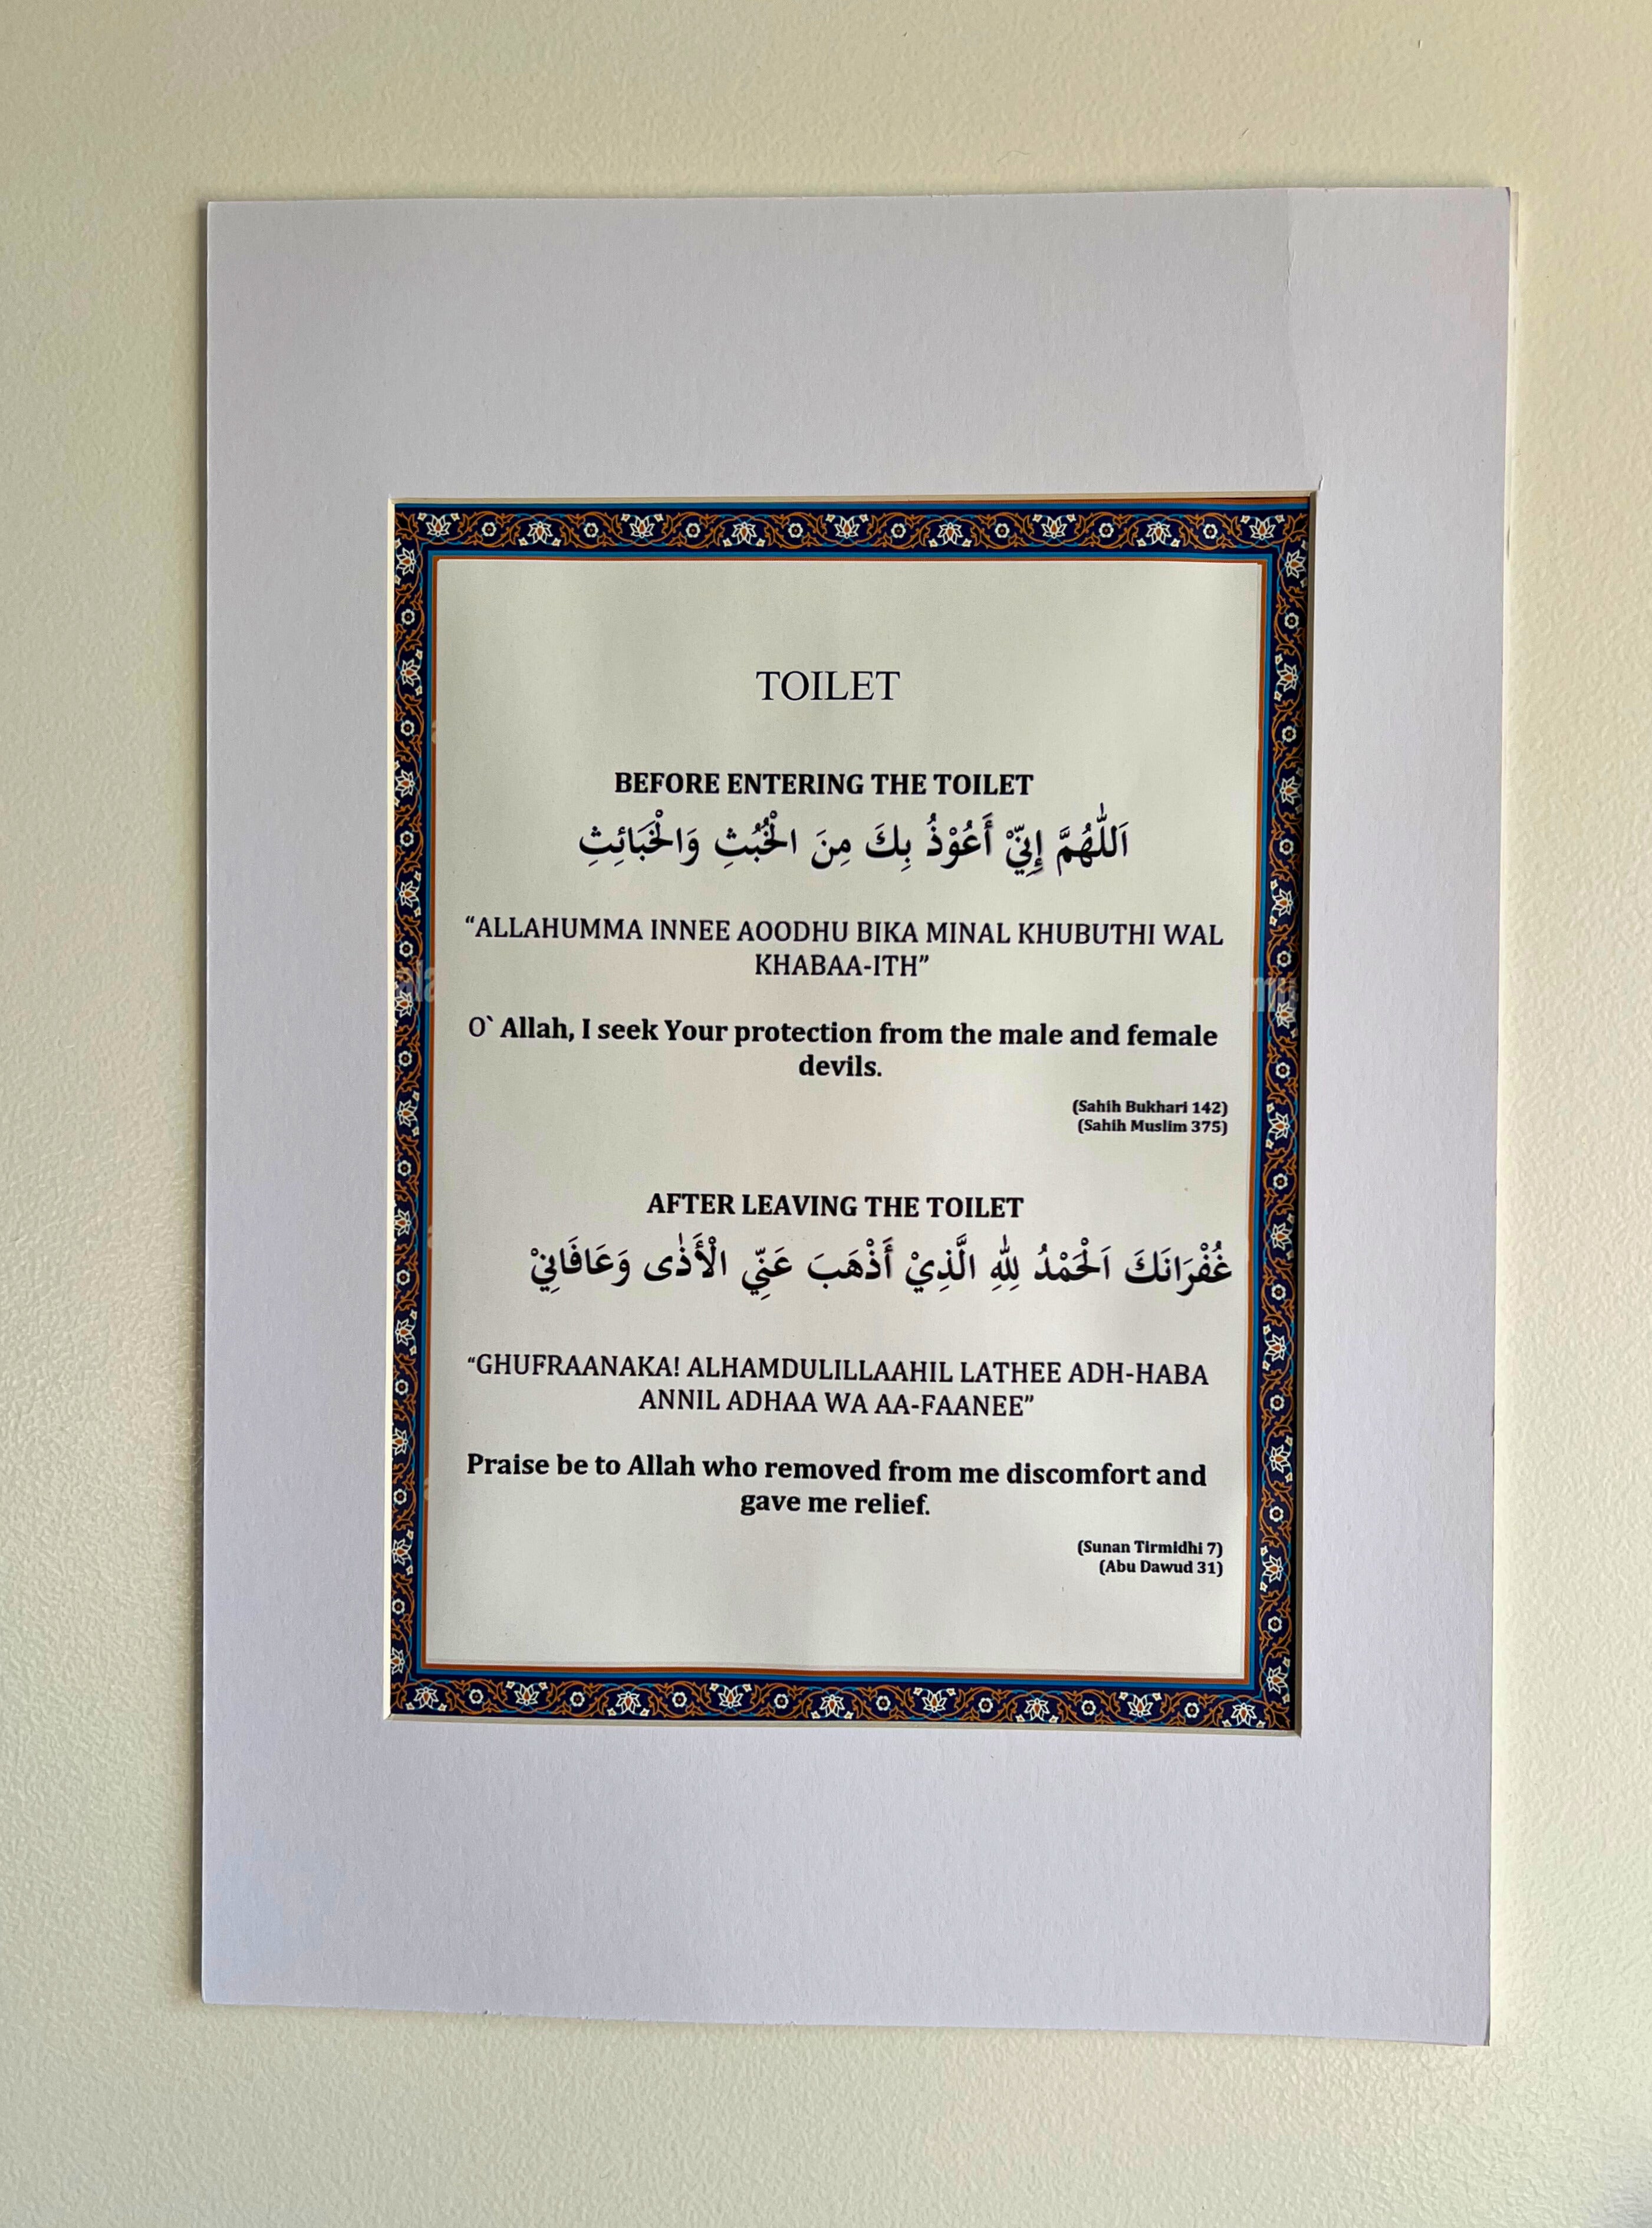 TOILET
BEFORE ENTERING THE TOILET
اَللّٰهُمَّ إِنِّيْ أَعُوْذُ بِكَ مِنَ الْخُبُثِ وَالْخَبَائِثِ
“ALLAHUMMA INNEE AOODHU BIKA MINAL KHUBUTHI WAL
KHABAA-ITH”
O` Allah, I seek Your protection from the male and female
devils.
(Sahih Bukhari 142)
(Sahih Muslim 375)
AFTER LEAVING THE TOILET
غُفْرَانَكَ اَلْحَمْدُ لِلّٰهِ الَّذِيْ أَذْهَبَ عَنِّي الْأَذٰى وَعَافَانِيْ
“GHUFRAANAKA! ALHAMDULILLAAHIL LATHEE ADH-HABA
ANNIL ADHAA WA AA-FAANEE”
Praise be to Allah who removed from me discomfort and
gave me relief.
(Sunan Tirmidhi 7)
(Abu Dawud 31)